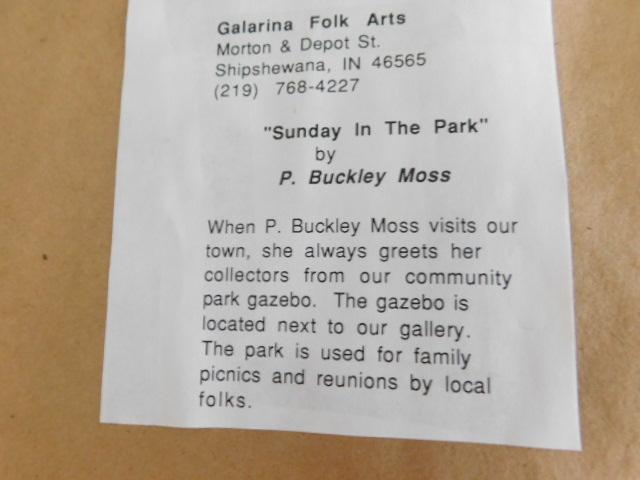 Galarina Folk Arts
Morton & Depot St.
Shipshewana, IN 46565
(219) 768-4227
"Sunday In The Park"
by
P. Buckley Moss
When P. Buckley Moss visits our
town, she always greets her
collectors from our community
park gazebo. The gazebo is
located next to our gallery.
The park is used for family
picnics and reunions by local
folks.